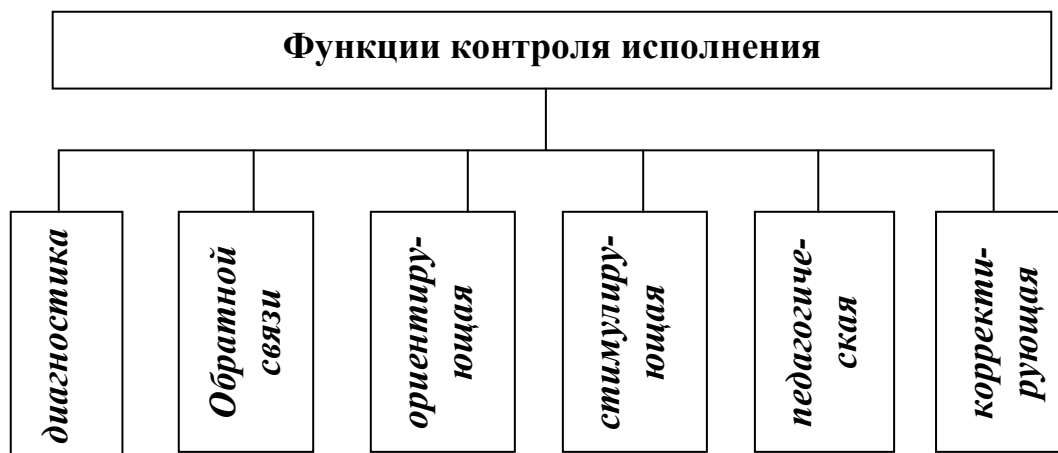 Функции контроля исполнения
диагностика
Обратной
связи
ориентиру-
ющая
стимулиру-
ющая
педагогиче-
ская
корректи-
рующая